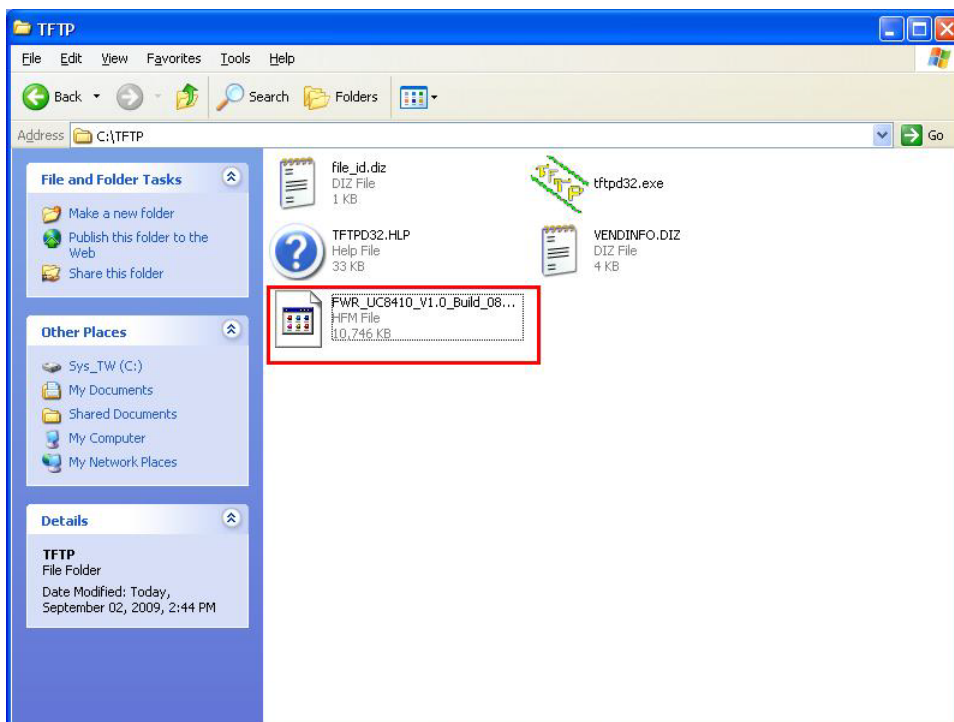 TFTP
File Edit View Favorites Tools Help
Back Search Folders
Address C:\TFTP Go
File and Folder Tasks
Make a new folder
Publish this folder to the
Web
Share this folder
Other Places
Sys_TW (C:)
My Documents
Shared Documents
My Computer
My Network Places
Details
TFTP
File Folder
Date Modified: Today,
September 02, 2009, 2:44 PM
file_id.diz
DIZ File
1 KB
TFTP
tftpd32.exe
TFTPD32.HLP
Help File
33 KB
VENDINFO.DIZ
DIZ File
4 KB
FWR_UC8410_V1.0_Build_08...
HFM File
10,746 KB